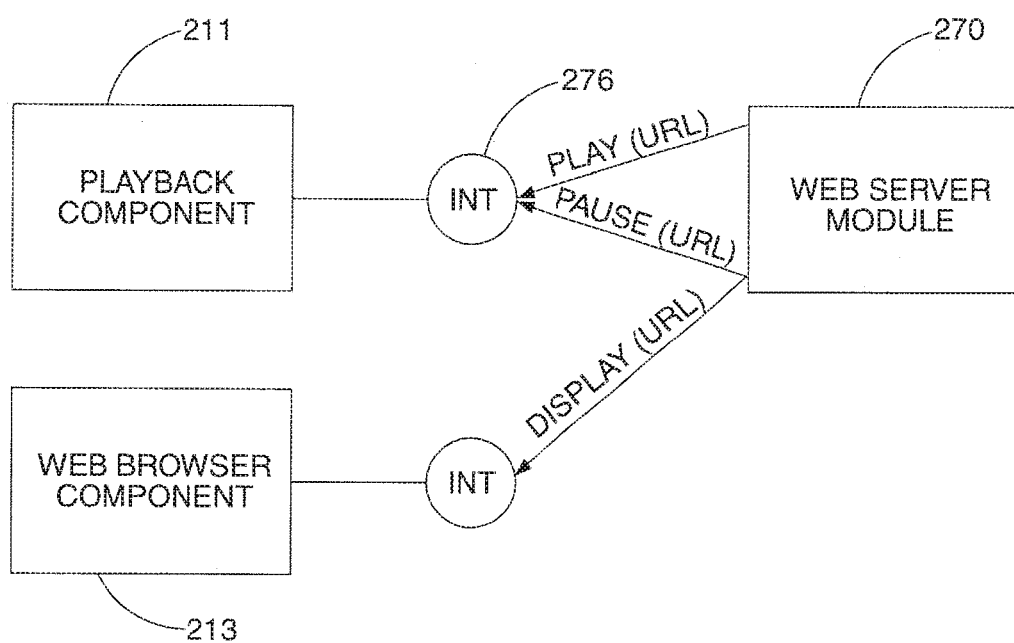 211
270
276
PLAYBACK
COMPONENT
INT
PLAY (URL)
PAUSE (URL)
WEB SERVER
MODULE
DISPLAY (URL)
WEB BROWSER
COMPONENT
INT
213